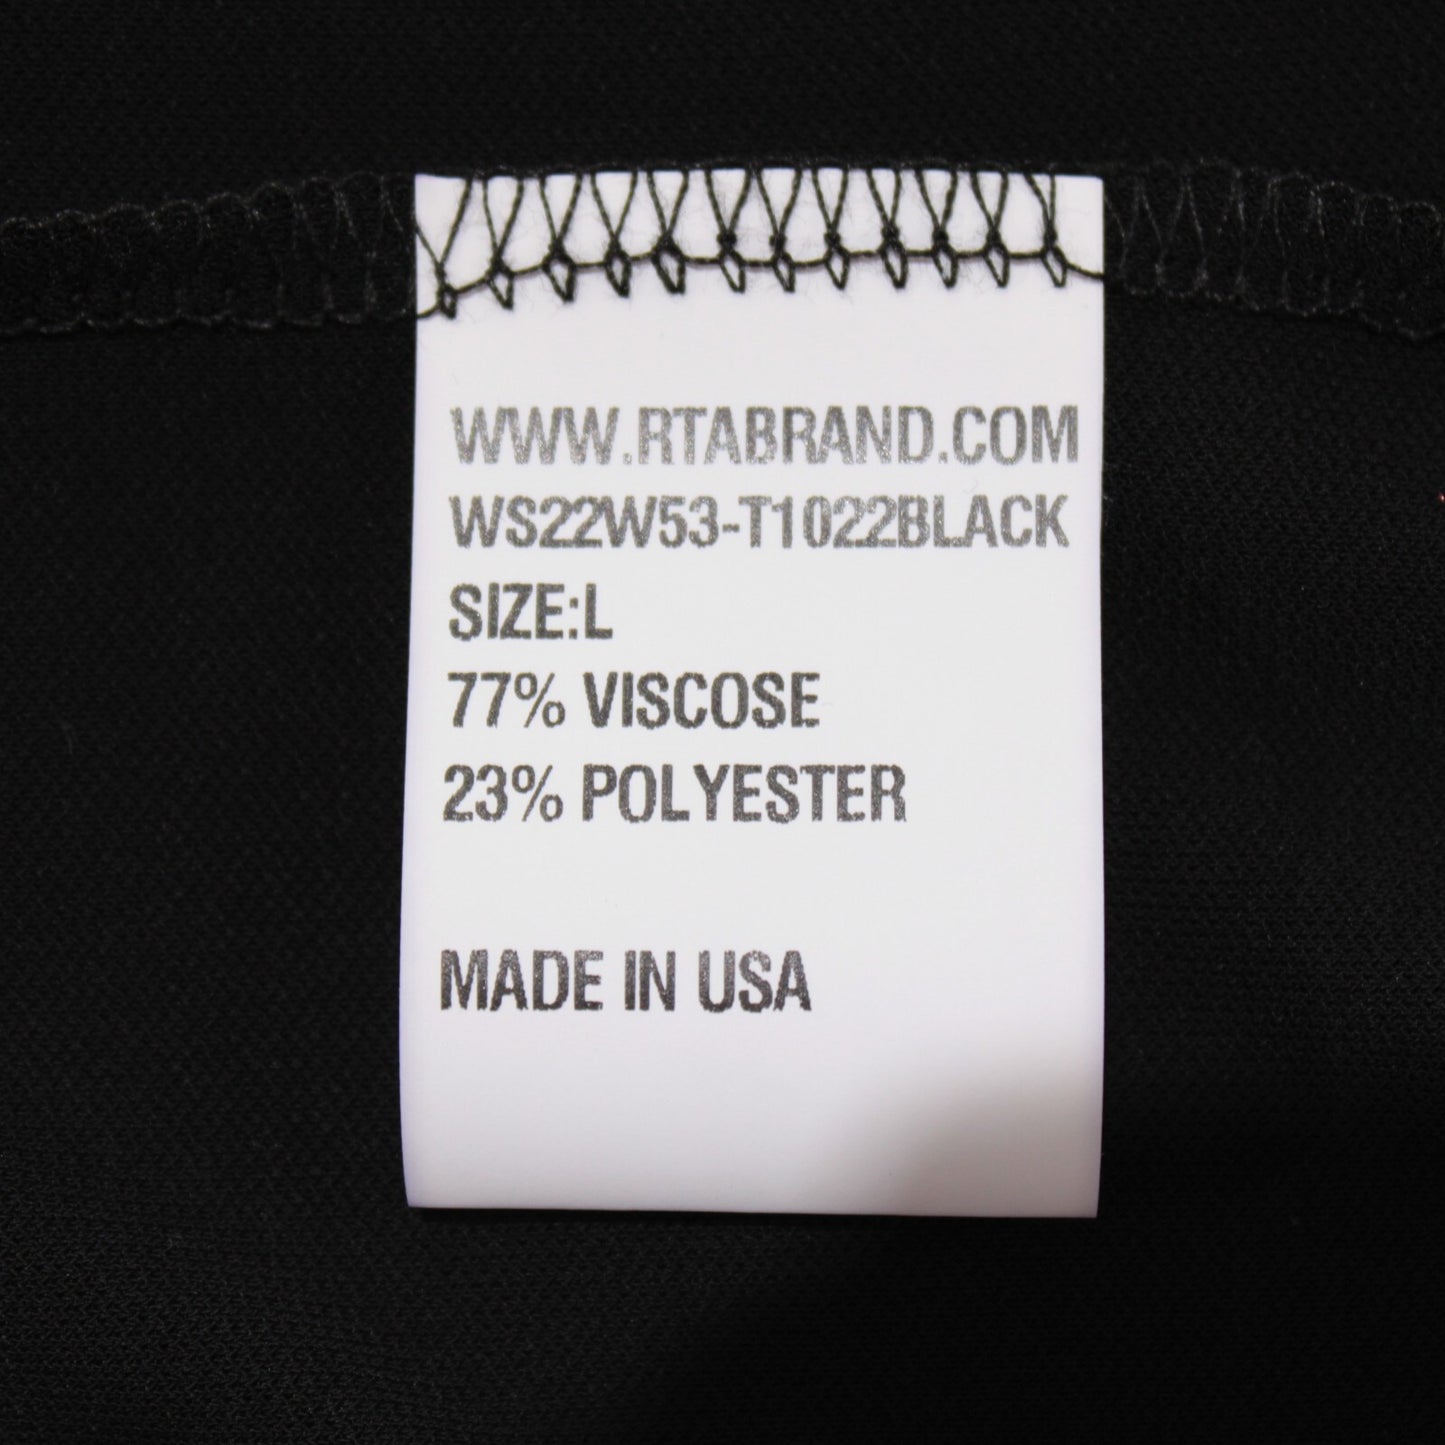 WWW.RTABRAND.COM
WS22W53-T1022BLACK
SIZE:L
77% VISCOSE
23% POLYESTER
MADE IN USA